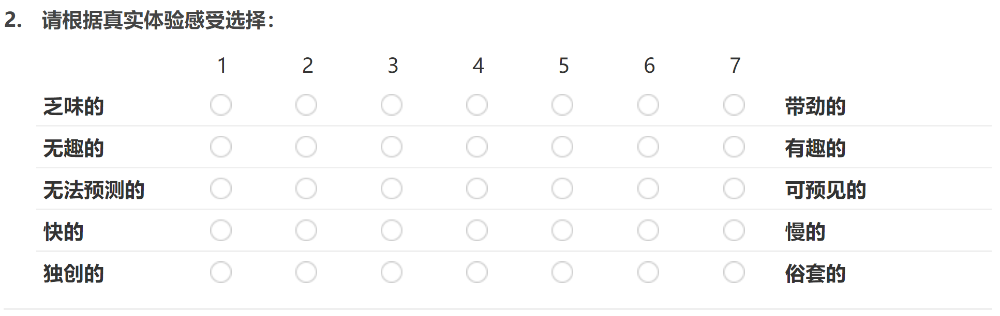 2. 请根据真实体验感受选择：
1 2 3 4 5 6 7
乏味的 带劲的
无趣的 有趣的
无法预测的 可预见的
快的 慢的
独创的 俗套的